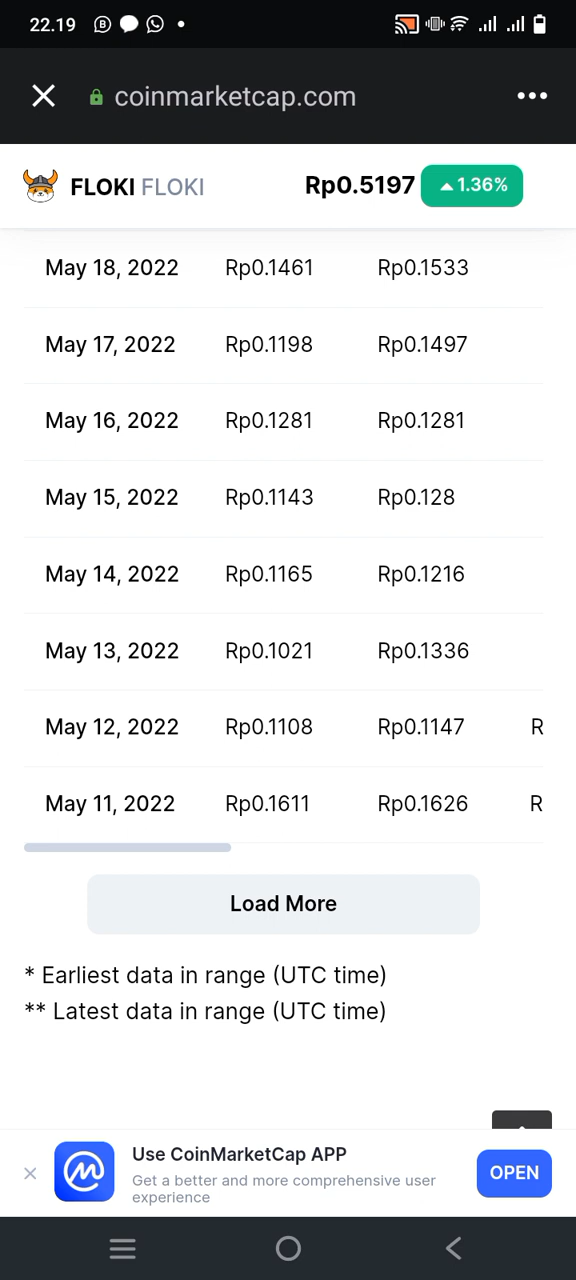 22.19
coinmarketcap.com
FLOKI FLOKI Rp0.5197 1.36%
May 18, 2022 Rp0.1461 Rp0.1533
May 17, 2022 Rp0.1198 Rp0.1497
May 16, 2022 Rp0.1281 Rp0.1281
May 15, 2022 Rp0.1143 Rp0.128
May 14, 2022 Rp0.1165 Rp0.1216
May 13, 2022 Rp0.1021 Rp0.1336
May 12, 2022 Rp0.1108 Rp0.1147 R
May 11, 2022 Rp0.1611 Rp0.1626 R
Load More
* Earliest data in range (UTC time)
** Latest data in range (UTC time)
Use CoinMarketCap APP
Get a better and more comprehensive user
experience
OPEN